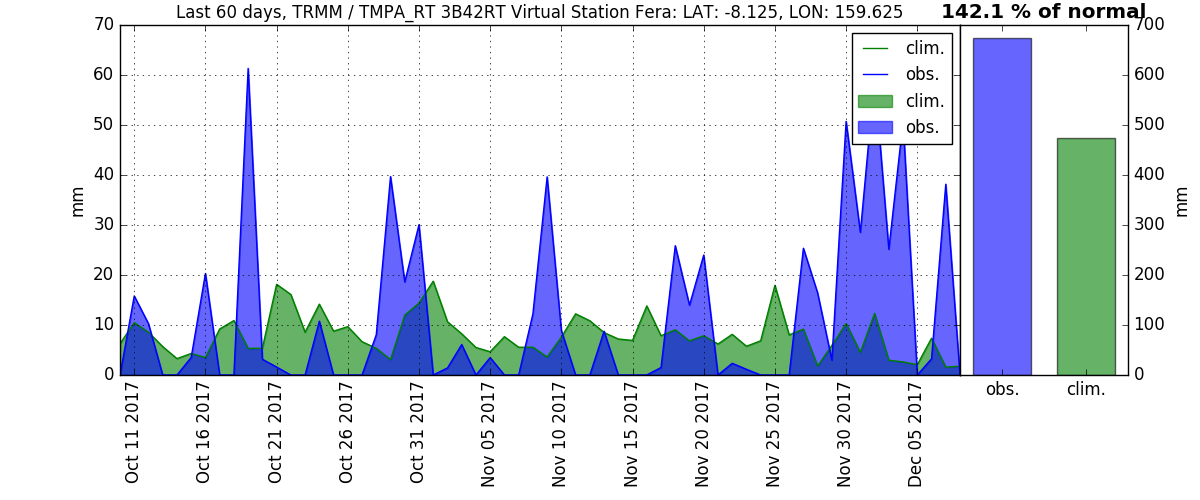 Last 60 days, TRMM / TMPA_RT 3B42RT Virtual Station Fera: LAT: -8.125, LON: 159.625
142.1 % of normal
70
60
50
40
30
20
10
0
mm
clim.
obs.
clim.
obs.
700
600
500
400
300
200
100
0
mm
obs.
clim.
Oct 11 2017
Oct 16 2017
Oct 21 2017
Oct 26 2017
Oct 31 2017
Nov 05 2017
Nov 10 2017
Nov 15 2017
Nov 20 2017
Nov 25 2017
Nov 30 2017
Dec 05 2017